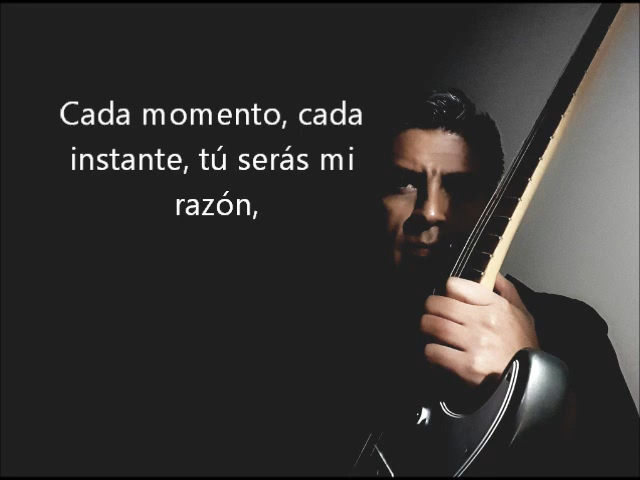 Cada momento, cada
instante, tú serás mi
razón,